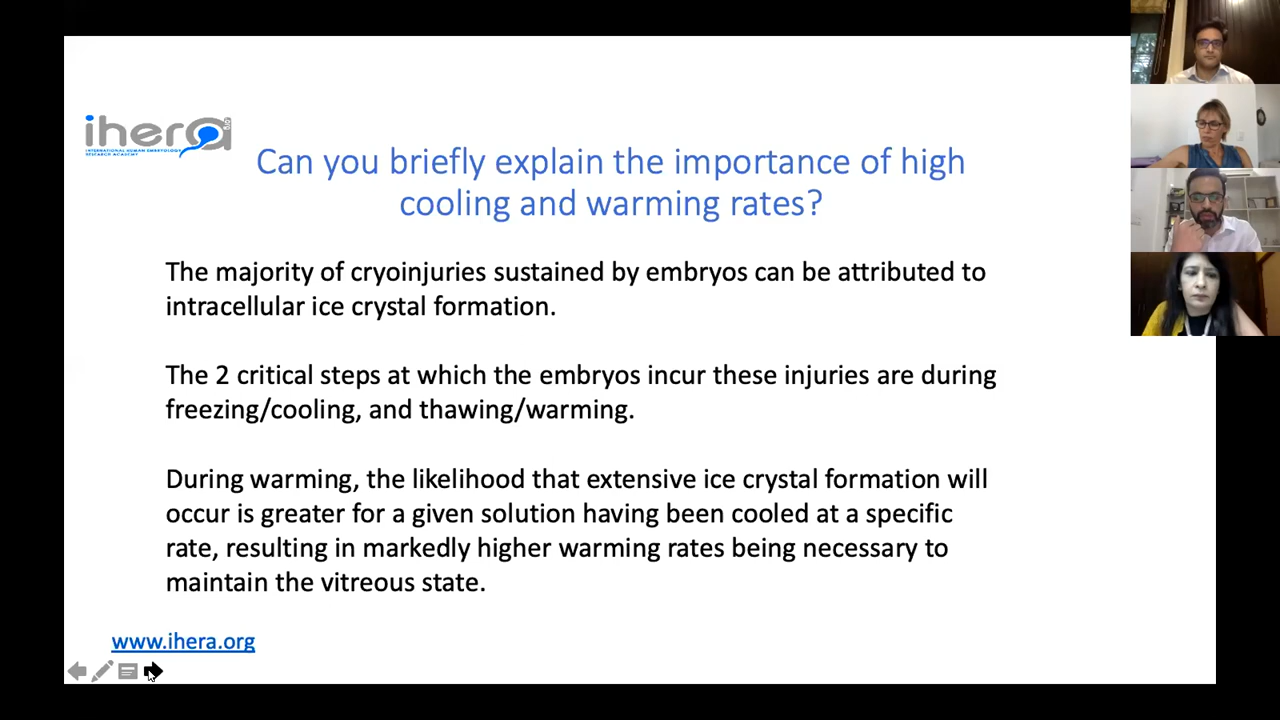 ihera
.org
INTERNATIONAL HUMAN EMBRYOLOGY
RESEARCH ACADEMY
Can you briefly explain the importance of high
cooling and warming rates?
The majority of cryoinjuries sustained by embryos can be attributed to
intracellular ice crystal formation.
The 2 critical steps at which the embryos incur these injuries are during
freezing/cooling, and thawing/warming.
During warming, the likelihood that extensive ice crystal formation will
occur is greater for a given solution having been cooled at a specific
rate, resulting in markedly higher warming rates being necessary to
maintain the vitreous state.
www.ihera.org